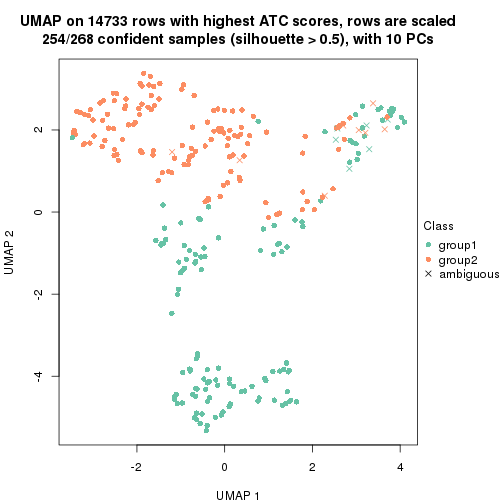 UMAP on 14733 rows with highest ATC scores, rows are scaled
254/268 confident samples (silhouette > 0.5), with 10 PCs
2
0
-2
-4
UMAP 2
-2
0
2
4
UMAP 1
Class
group1
group2
ambiguous